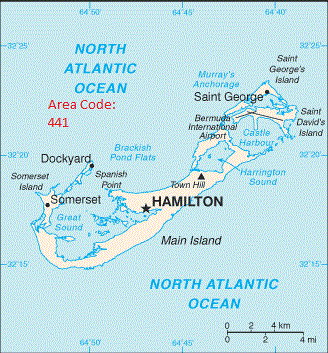 64 50
64 45
64 40
32 25
32 25
NORTH
ATLANTIC
OCEAN
Saint
George's
Island
Murray's
Anchorage
Saint George
Area Code:
441
Bermuda
International
Airport
Castle
Harbour
Saint
David's
Island
32 20
32 20
Brackish
Pond Flats
Dockyard
Harrington
Sound
Somerset
Island
Spanish
Point
Town Hill
Somerset
HAMILTON
Great
Sound
Main Island
32 15
32 15
NORTH ATLANTIC
OCEAN
0 2 4 km
0 2 4 mi
64 50
64 45
64 40